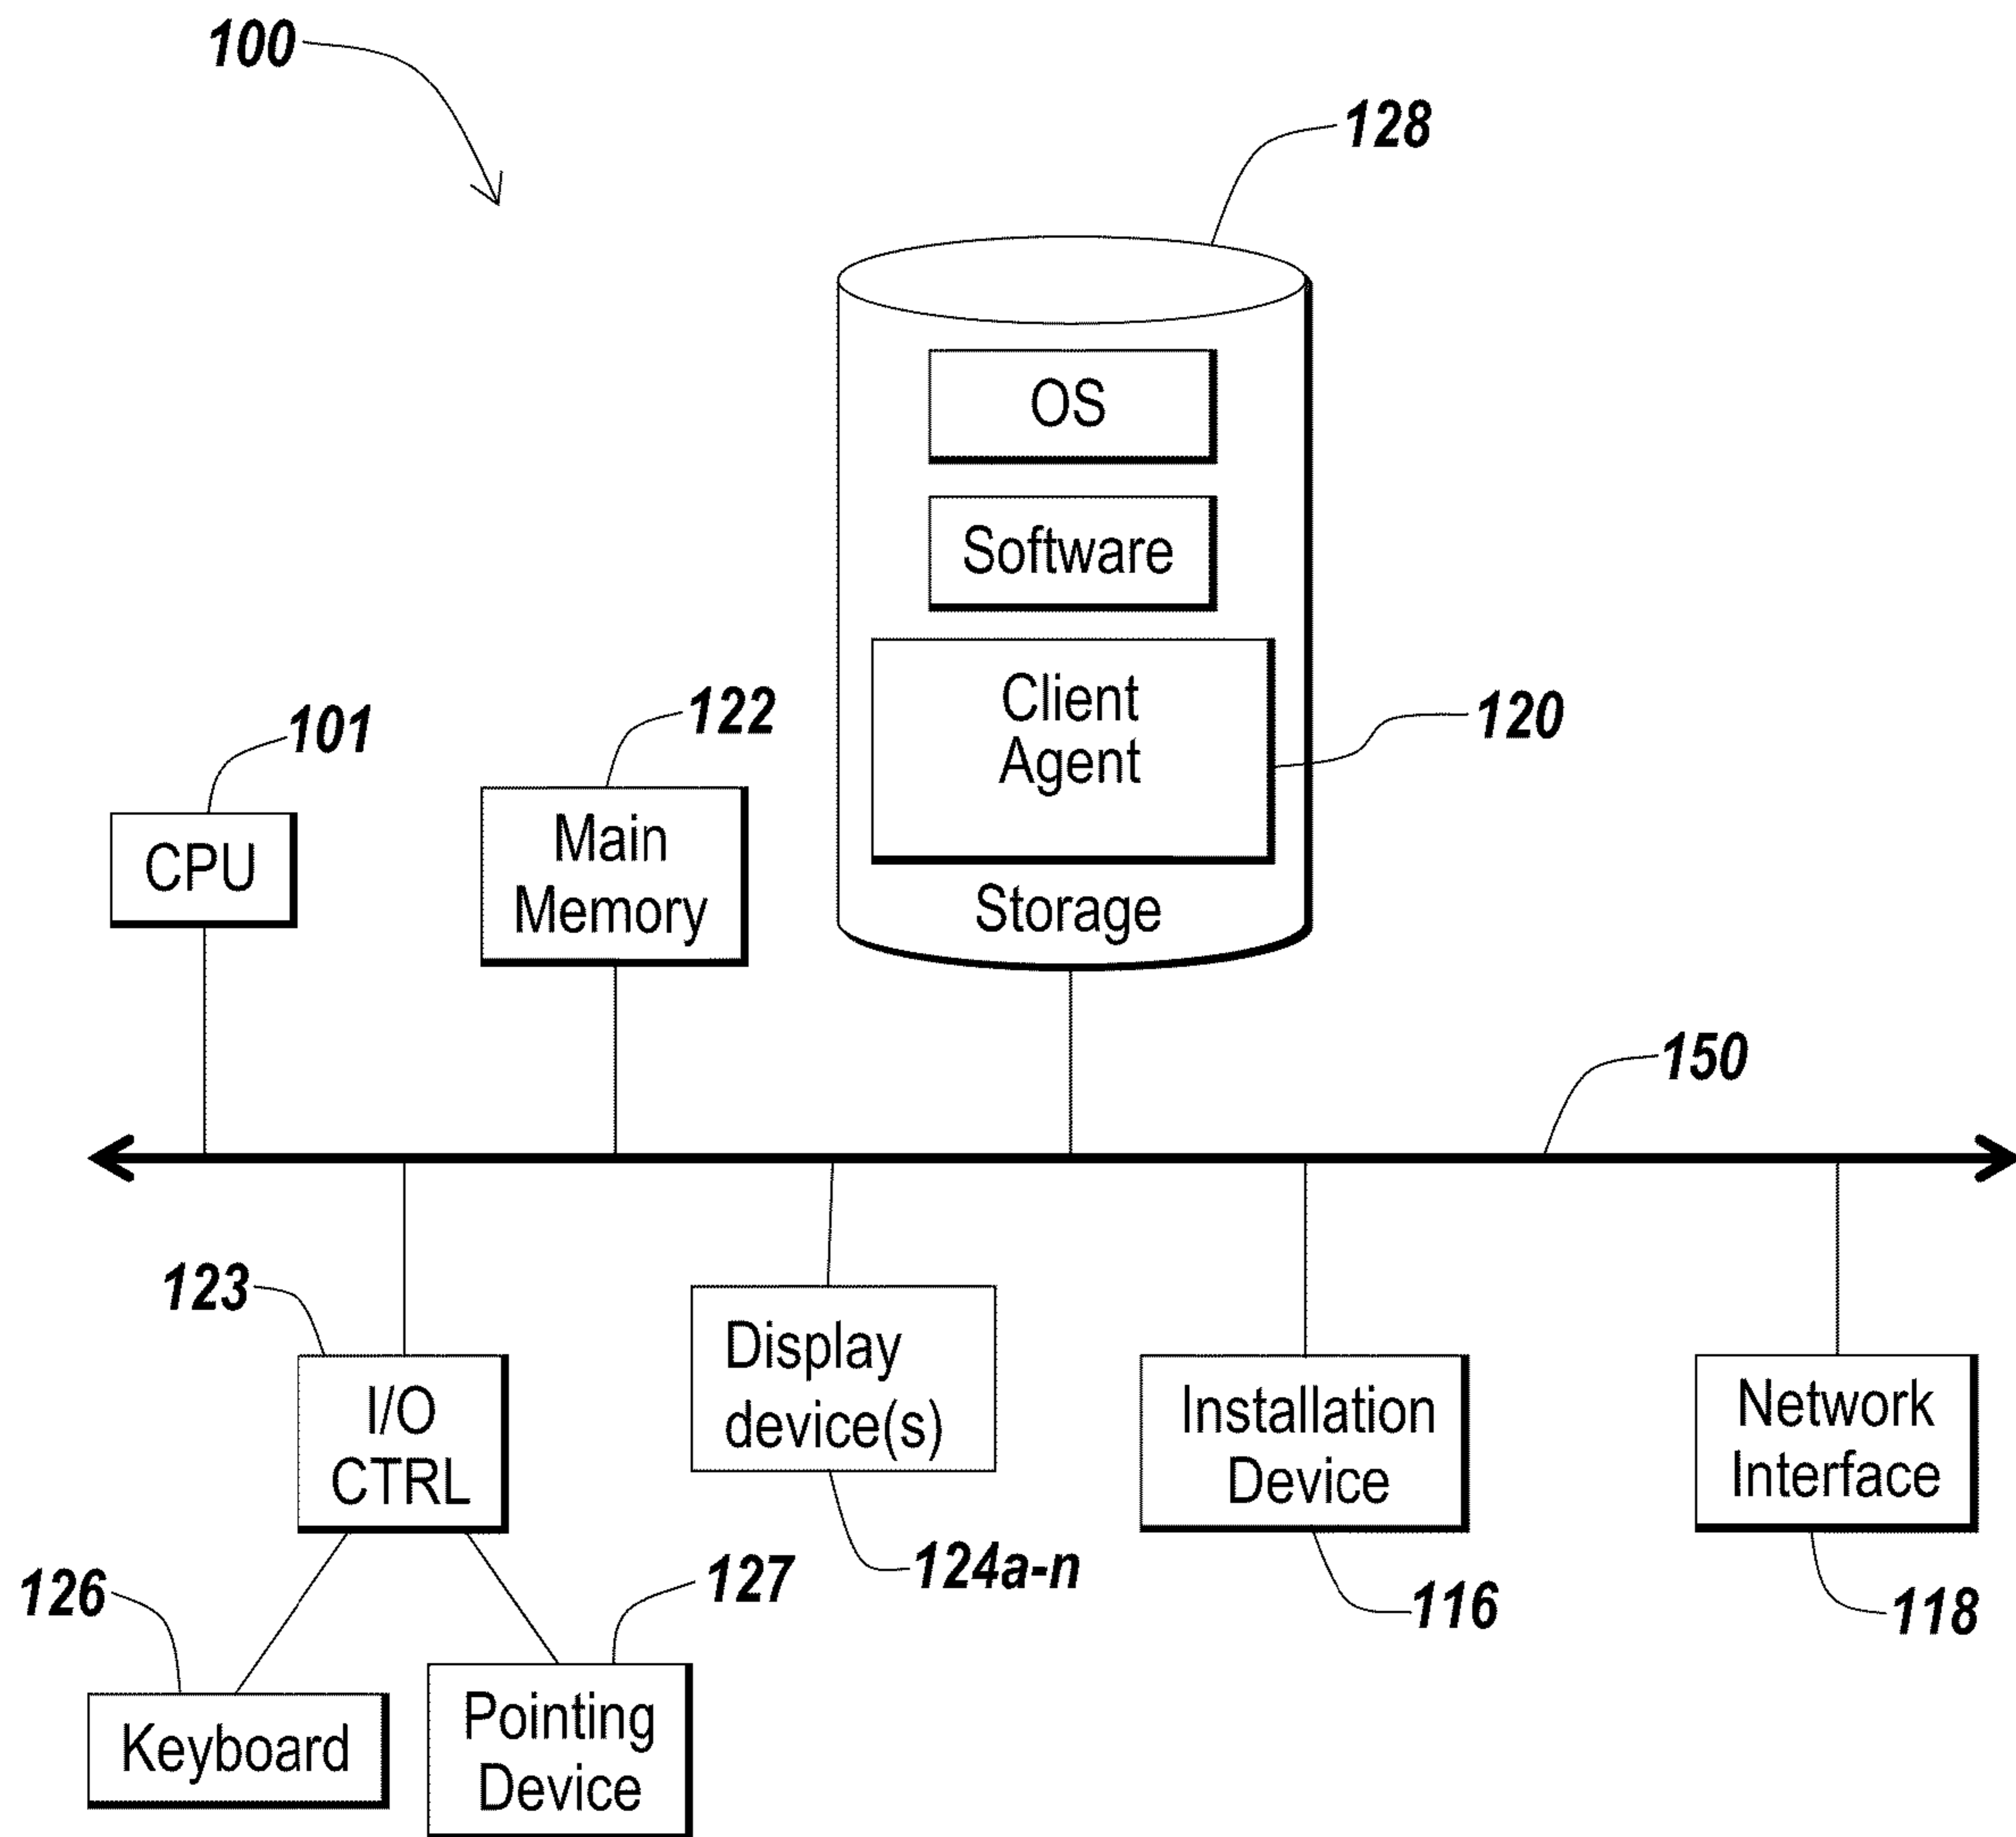 100
128
OS
Software
Client
Agent
120
Storage
101
CPU
122
Main
Memory
150
123
I/O
CTRL
Display
device(s)
124a-n
Installation
Device
116
Network
Interface
118
126
Keyboard
127
Pointing
Device